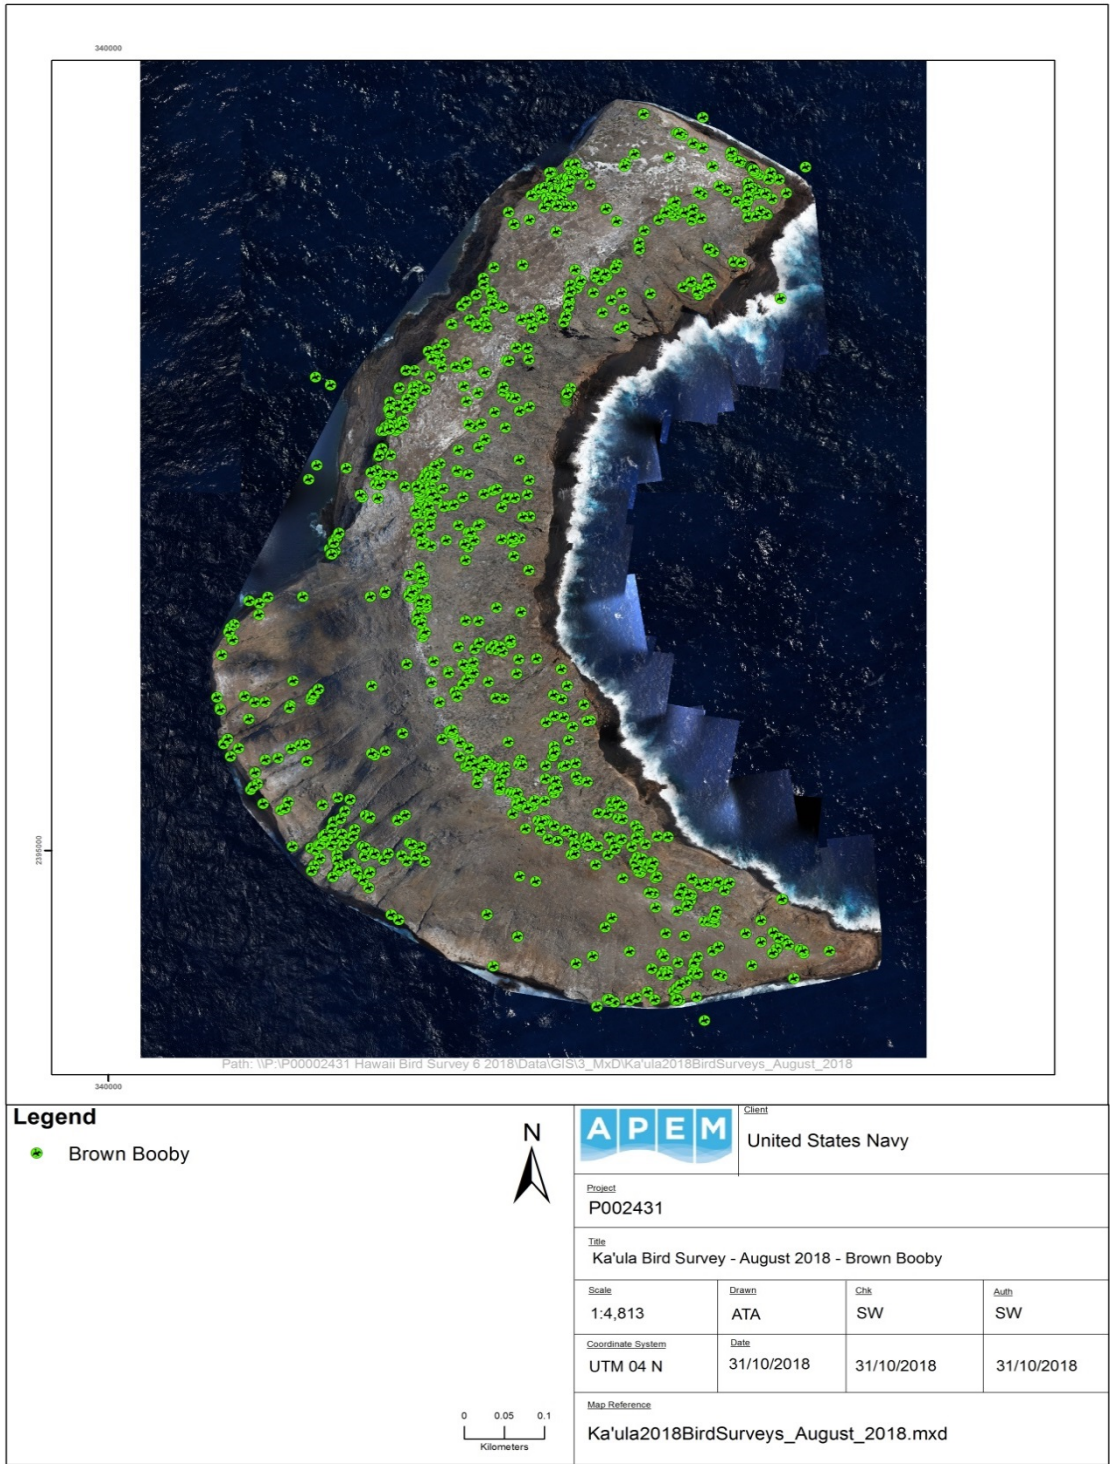 340000
2395000
Path: \\P:\P00002431 Hawaii Bird Survey 6 2018\Data\GIS\3_MxD\Ka'ula2018BirdSurveys_August_2018
340000
Legend
Brown Booby
N
0 0.05 0.1
Kilometers
APEM
Client
United States Navy
Project
P002431
Title
Ka'ula Bird Survey - August 2018 - Brown Booby
Scale
1:4,813
Drawn
ATA
Chk
SW
Auth
SW
Coordinate System
UTM 04 N
Date
31/10/2018
31/10/2018
31/10/2018
Map Reference
Ka'ula2018BirdSurveys_August_2018.mxd